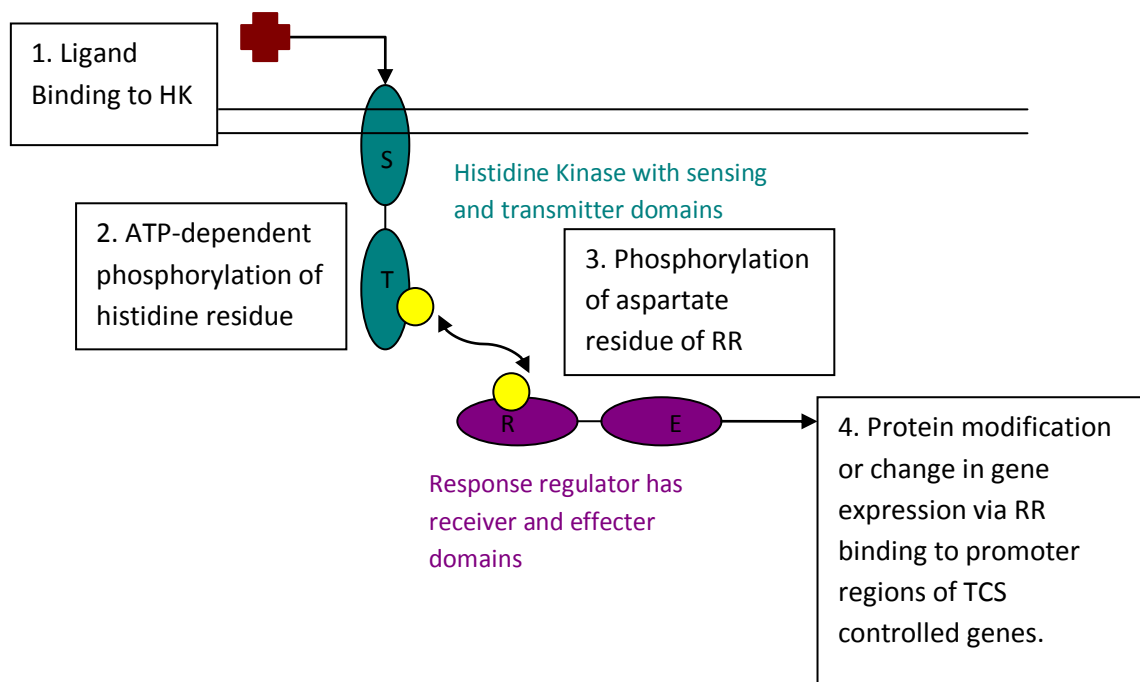 1. Ligand
Binding to HK
S
Histidine Kinase with sensing
and transmitter domains
2. ATP-dependent
phosphorylation of
histidine residue
T
3. Phosphorylation
of aspartate
residue of RR
R
E
Response regulator has
receiver and effecter
domains
4. Protein modification
or change in gene
expression via RR
binding to promoter
regions of TCS
controlled genes.